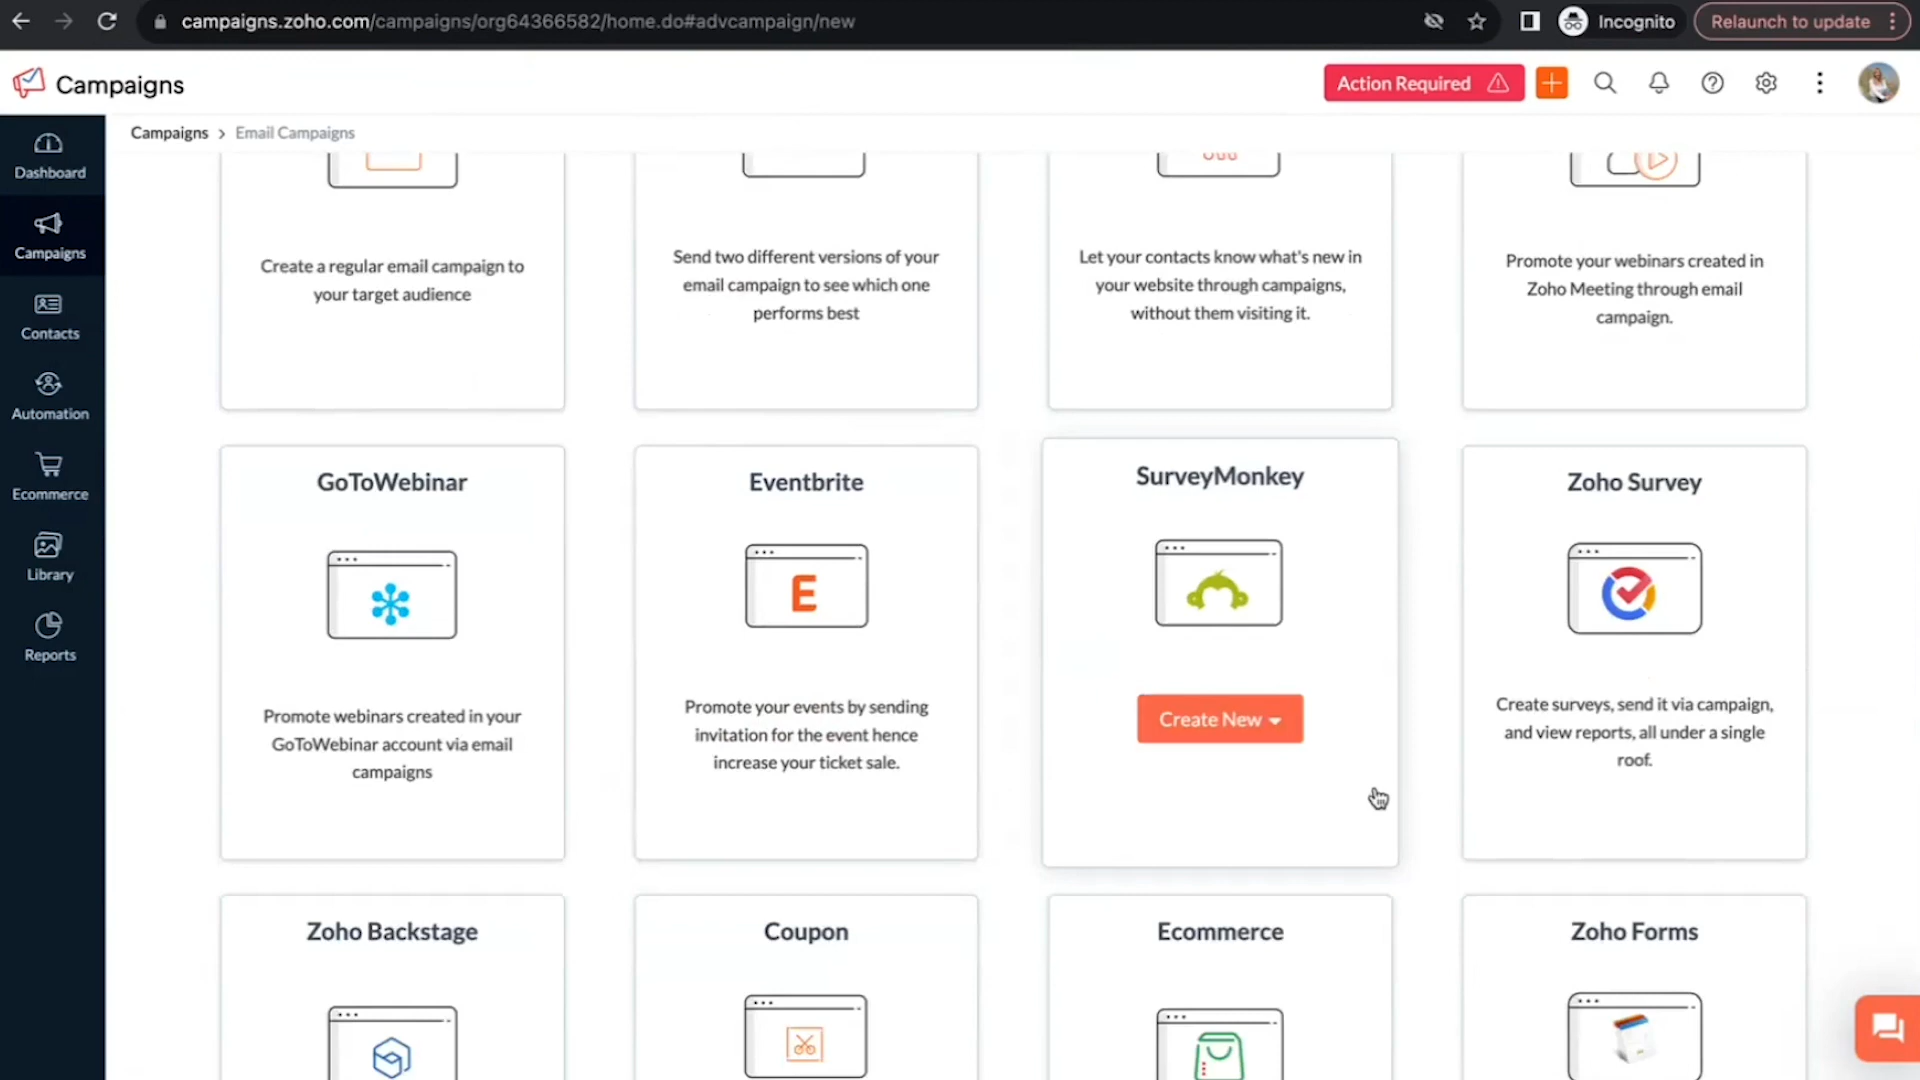 campaigns.zoho.com/campaigns/org64366582/home.do#advcampaign/new
Incognito
Relaunch to update
Campaigns
Action Required
Campaigns > Email Campaigns
Dashboard
Campaigns
Contacts
Automation
Ecommerce
Library
Reports
Create a regular email campaign to
your target audience
Send two different versions of your
email campaign to see which one
performs best
Let your contacts know what's new in
your website through campaigns,
without them visiting it.
Promote your webinars created in
Zoho Meeting through email
campaign.
GoToWebinar
Promote webinars created in your
GoToWebinar account via email
campaigns
Eventbrite
E
Promote your events by sending
invitation for the event hence
increase your ticket sale.
SurveyMonkey
Create New
Zoho Survey
Create surveys, send it via campaign,
and view reports, all under a single
roof.
Zoho Backstage
Coupon
Ecommerce
Zoho Forms